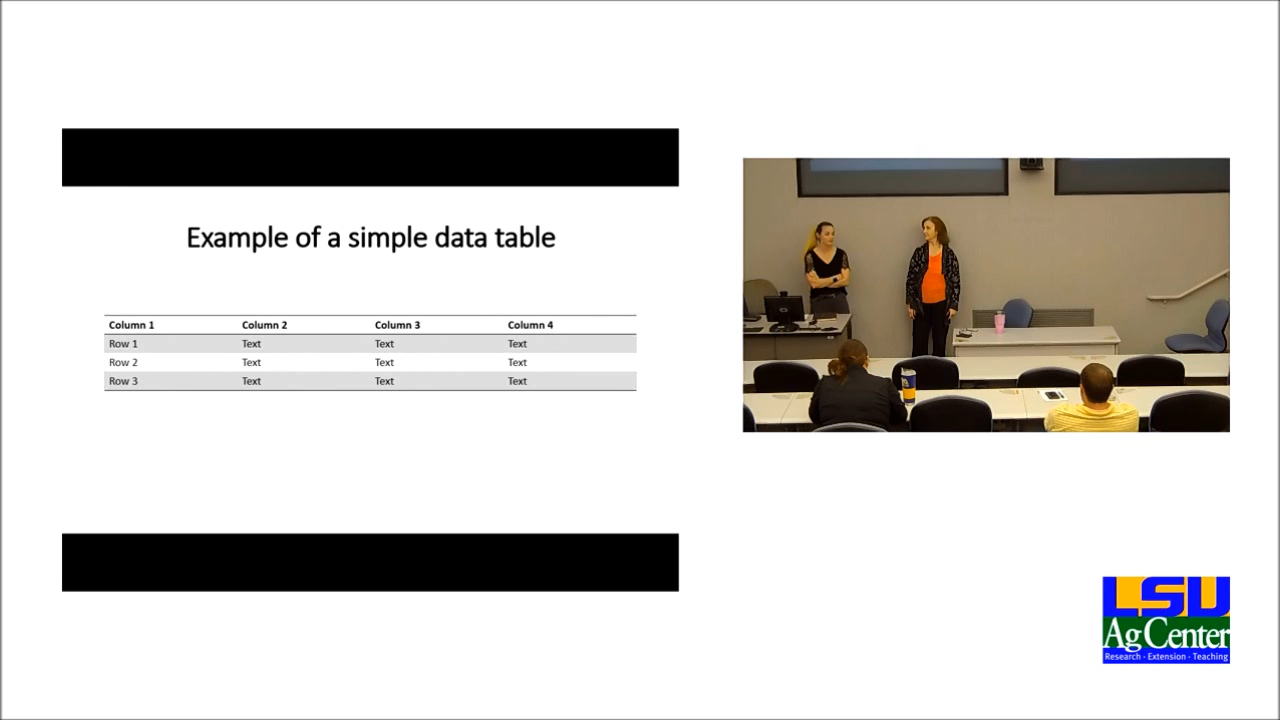 Example of a simple data table
Column 1 Column 2 Column 3 Column 4
Row 1 Text Text Text
Row 2 Text Text Text
Row 3 Text Text Text
LSU
AgCenter
Research - Extension - Teaching